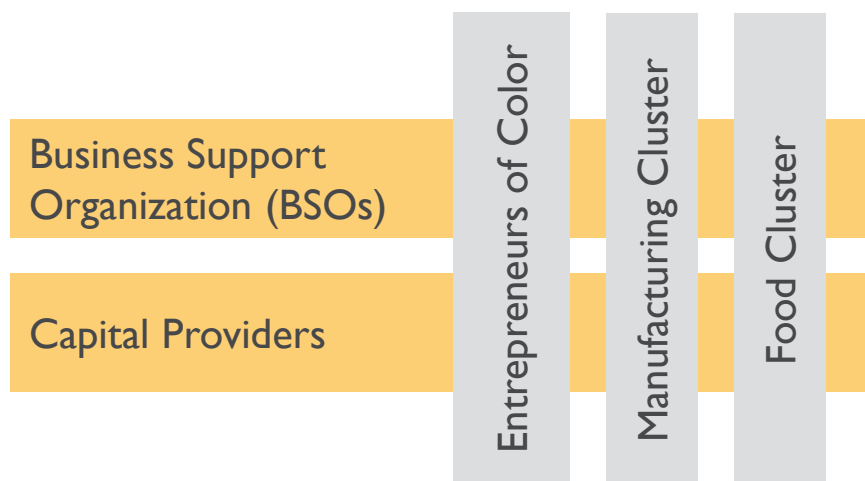 Business Support
Organization (BSOs)
Capital Providers
Entrepreneurs of Color
Manufacturing Cluster
Food Cluster